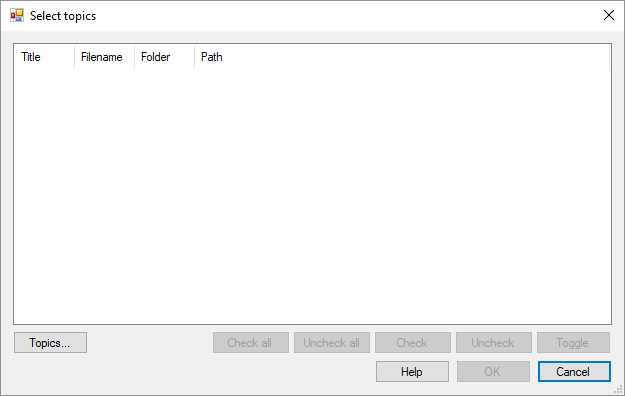 Select topics
Title Filename Folder Path
Topics... Check all Uncheck all Check Uncheck Toggle
Help OK Cancel